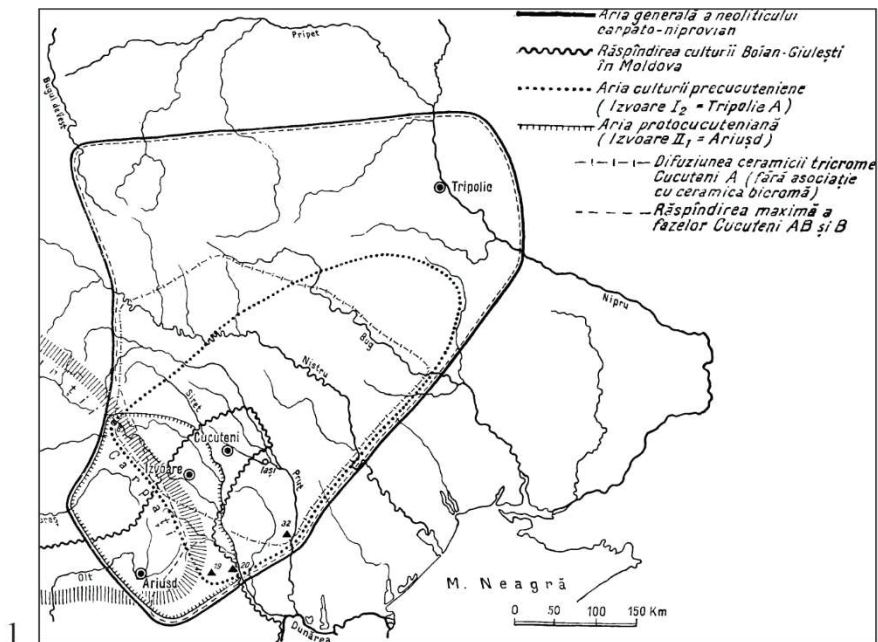 Aria generală a neoliticului
carpato-niprovian
Răspîndirea culturii Boian-Giulești
în Moldova
Aria culturii precucuteniene
(Izvoare I₂ = Tripolie A)
Aria protocucuteniană
(Izvoare II₁ = Ariușd)
Difuziunea ceramicii tricrome
Cucuteni A (fără asociație
cu ceramica bicromă)
Răspîndirea maximă a
fazelor Cucuteni AB și B
Pripet
Bugul de Vest
Tripolie
Nipru
Bug
Nistru
Siret
Cucuteni
Iași
Izvoare
Prut
Carpați
32
19
20
Olt
Ariușd
M. Neagră
Dunărea
0 50 100 150 Km
1